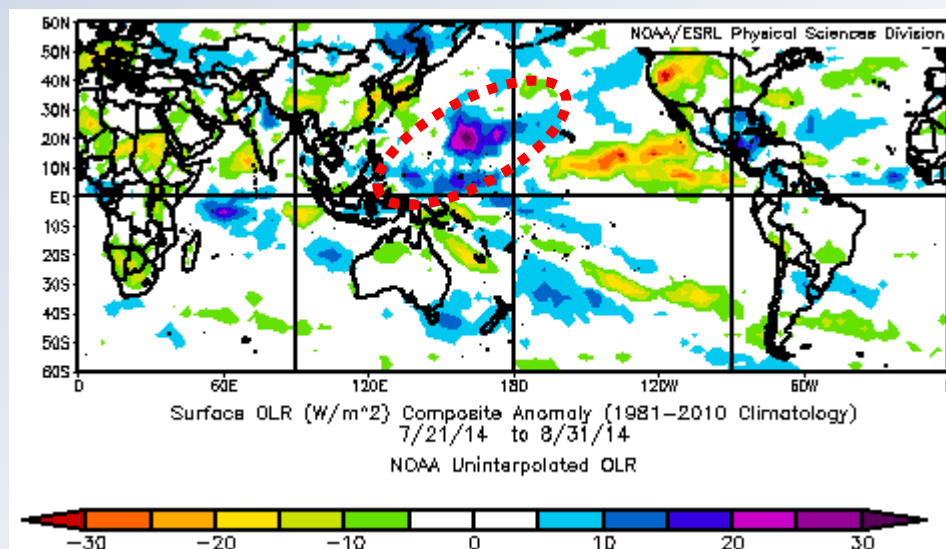 60N
NOAA/ESRL Physical Sciences Division
50N
40N
30N
20N
10N
EQ
10S
20S
30S
40S
50S
60S
0 60E 120E 180 120W 60W
Surface OLR (W/m^2) Composite Anomaly (1981-2010 Climatology)
7/21/14 to 8/31/14
NOAA Uninterpolated OLR
-30 -20 -10 0 10 20 30